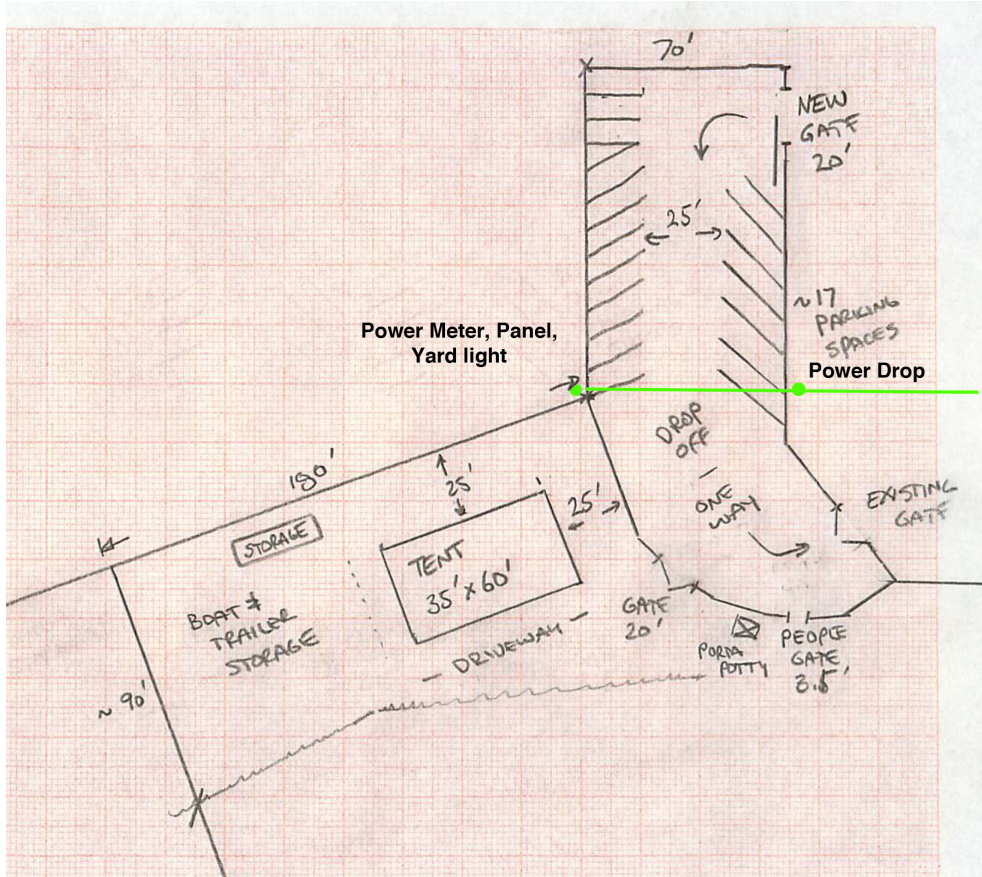 70'
NEW
GATE
20'
25'
~17
PARKING
SPACES
Power Meter, Panel,
Yard light
Power Drop
DROP
OFF
—
ONE
WAY
180'
25'
25'
EXISTING
GATE
STORAGE
TENT
35' x 60'
BOAT &
TRAILER
STORAGE
GATE
20'
— DRIVEWAY —
PORTA
POTTY
PEOPLE
GATE
3.5'
~ 90'